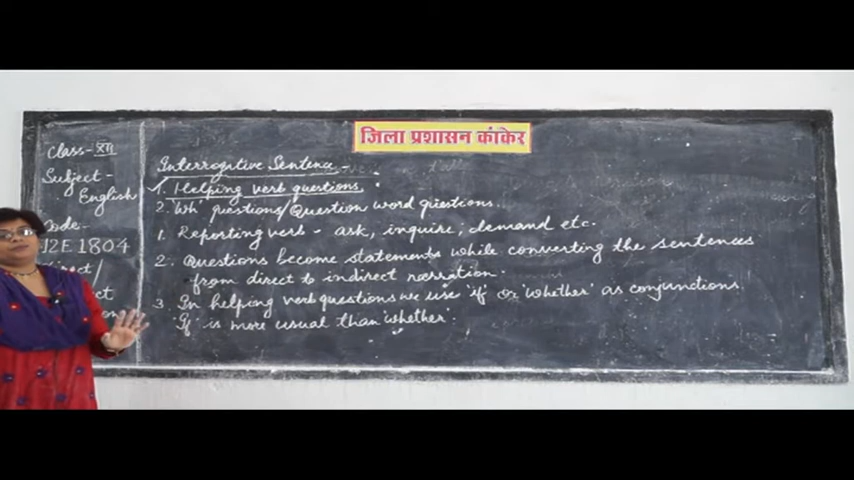 जिला प्रशासन कांकेर
Class-XII
Subject-
English
Code:-
12E1804
Direct/
Interrogative Sentence:-
1. Helping verb questions.
2. Wh questions/Question word questions.
1. Reporting verb - ask, inquire, demand etc.
2. Questions become statements while converting the sentences
from direct to indirect narration.
3. In helping verb questions we use 'if' or 'whether' as conjunctions
'If' is more usual than 'whether'.